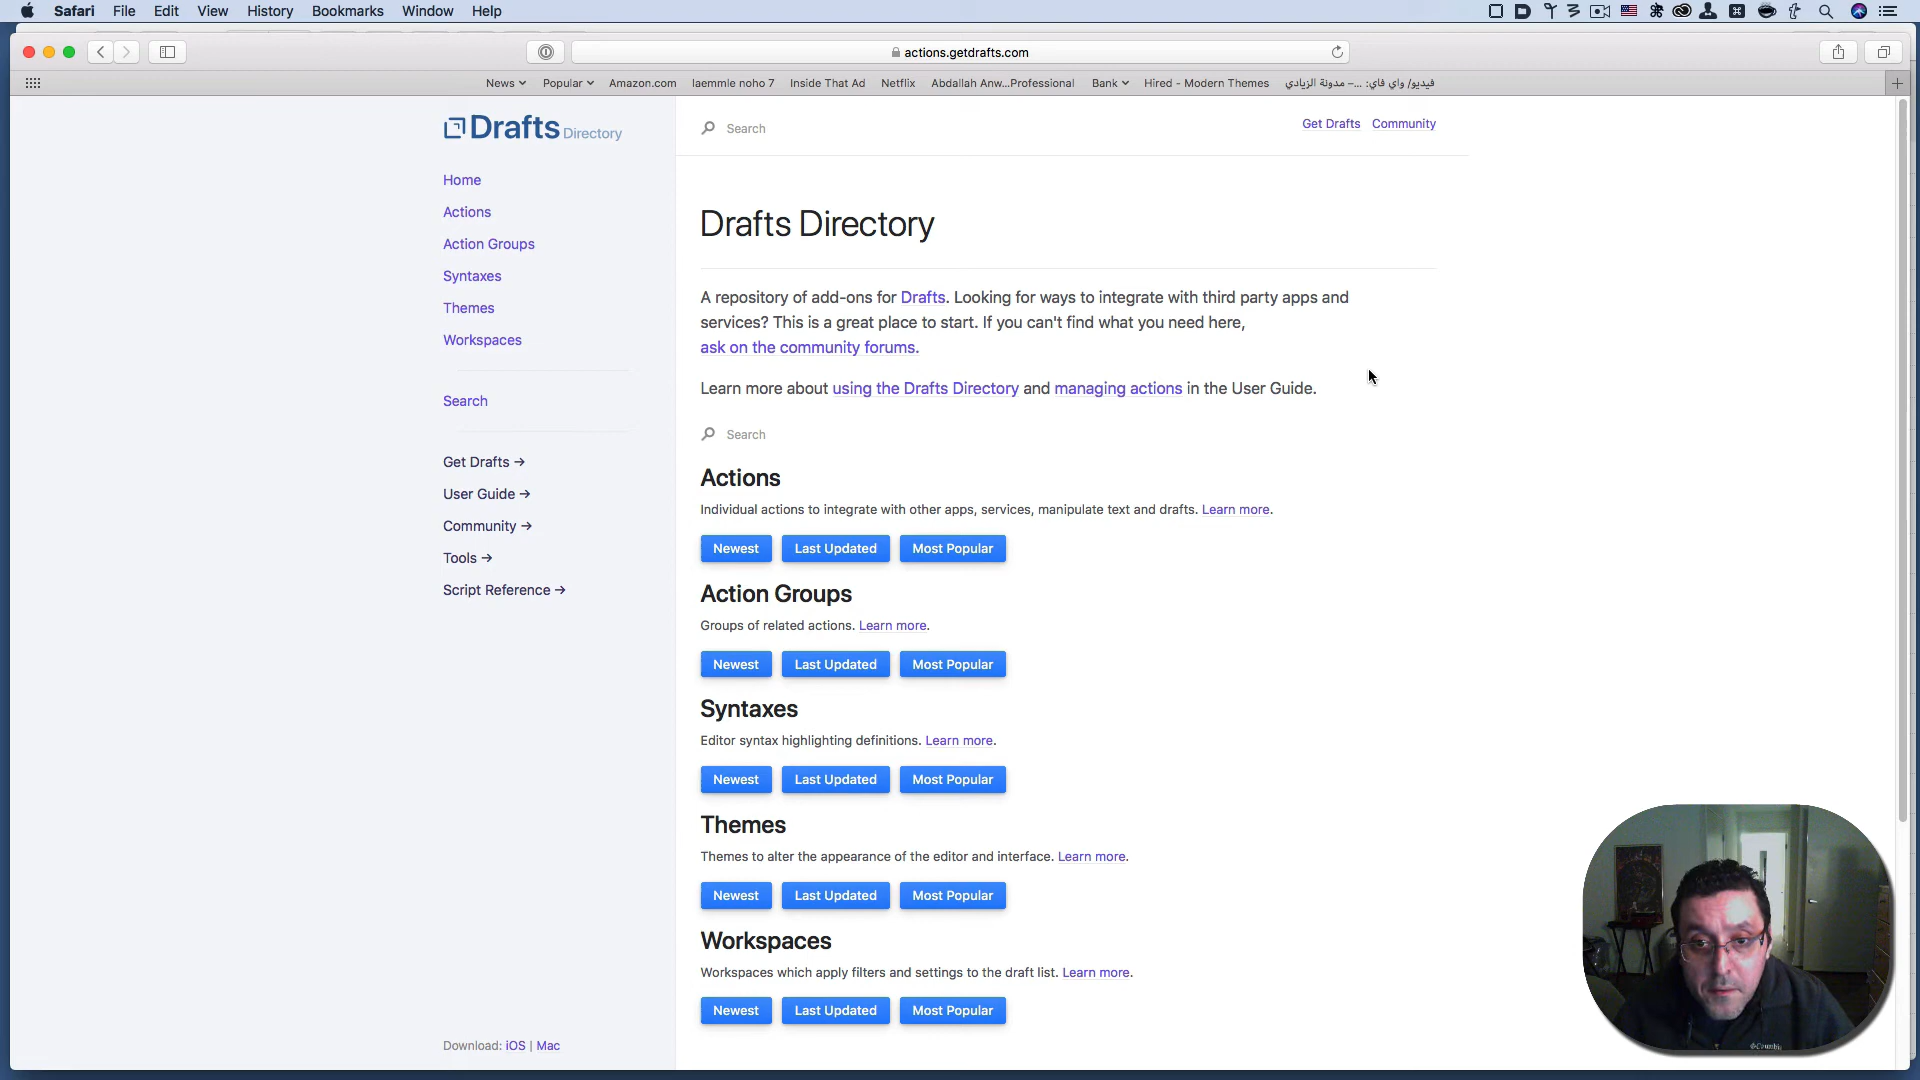 Safari File Edit View History Bookmarks Window Help
actions.getdrafts.com
News Popular Amazon.com laemmle noho 7 Inside That Ad Netflix Abdallah Anw...Professional Bank Hired - Modern Themes فيديو/ واي فاي: ...– مدونة الزيادي
Drafts Directory
Home
Actions
Action Groups
Syntaxes
Themes
Workspaces
Search
Get Drafts →
User Guide →
Community →
Tools →
Script Reference →
Download: iOS | Mac
Search
Get Drafts Community
Drafts Directory
A repository of add-ons for Drafts. Looking for ways to integrate with third party apps and
services? This is a great place to start. If you can't find what you need here,
ask on the community forums.
Learn more about using the Drafts Directory and managing actions in the User Guide.
Search
Actions
Individual actions to integrate with other apps, services, manipulate text and drafts. Learn more.
Newest Last Updated Most Popular
Action Groups
Groups of related actions. Learn more.
Newest Last Updated Most Popular
Syntaxes
Editor syntax highlighting definitions. Learn more.
Newest Last Updated Most Popular
Themes
Themes to alter the appearance of the editor and interface. Learn more.
Newest Last Updated Most Popular
Workspaces
Workspaces which apply filters and settings to the draft list. Learn more.
Newest Last Updated Most Popular
Columbia